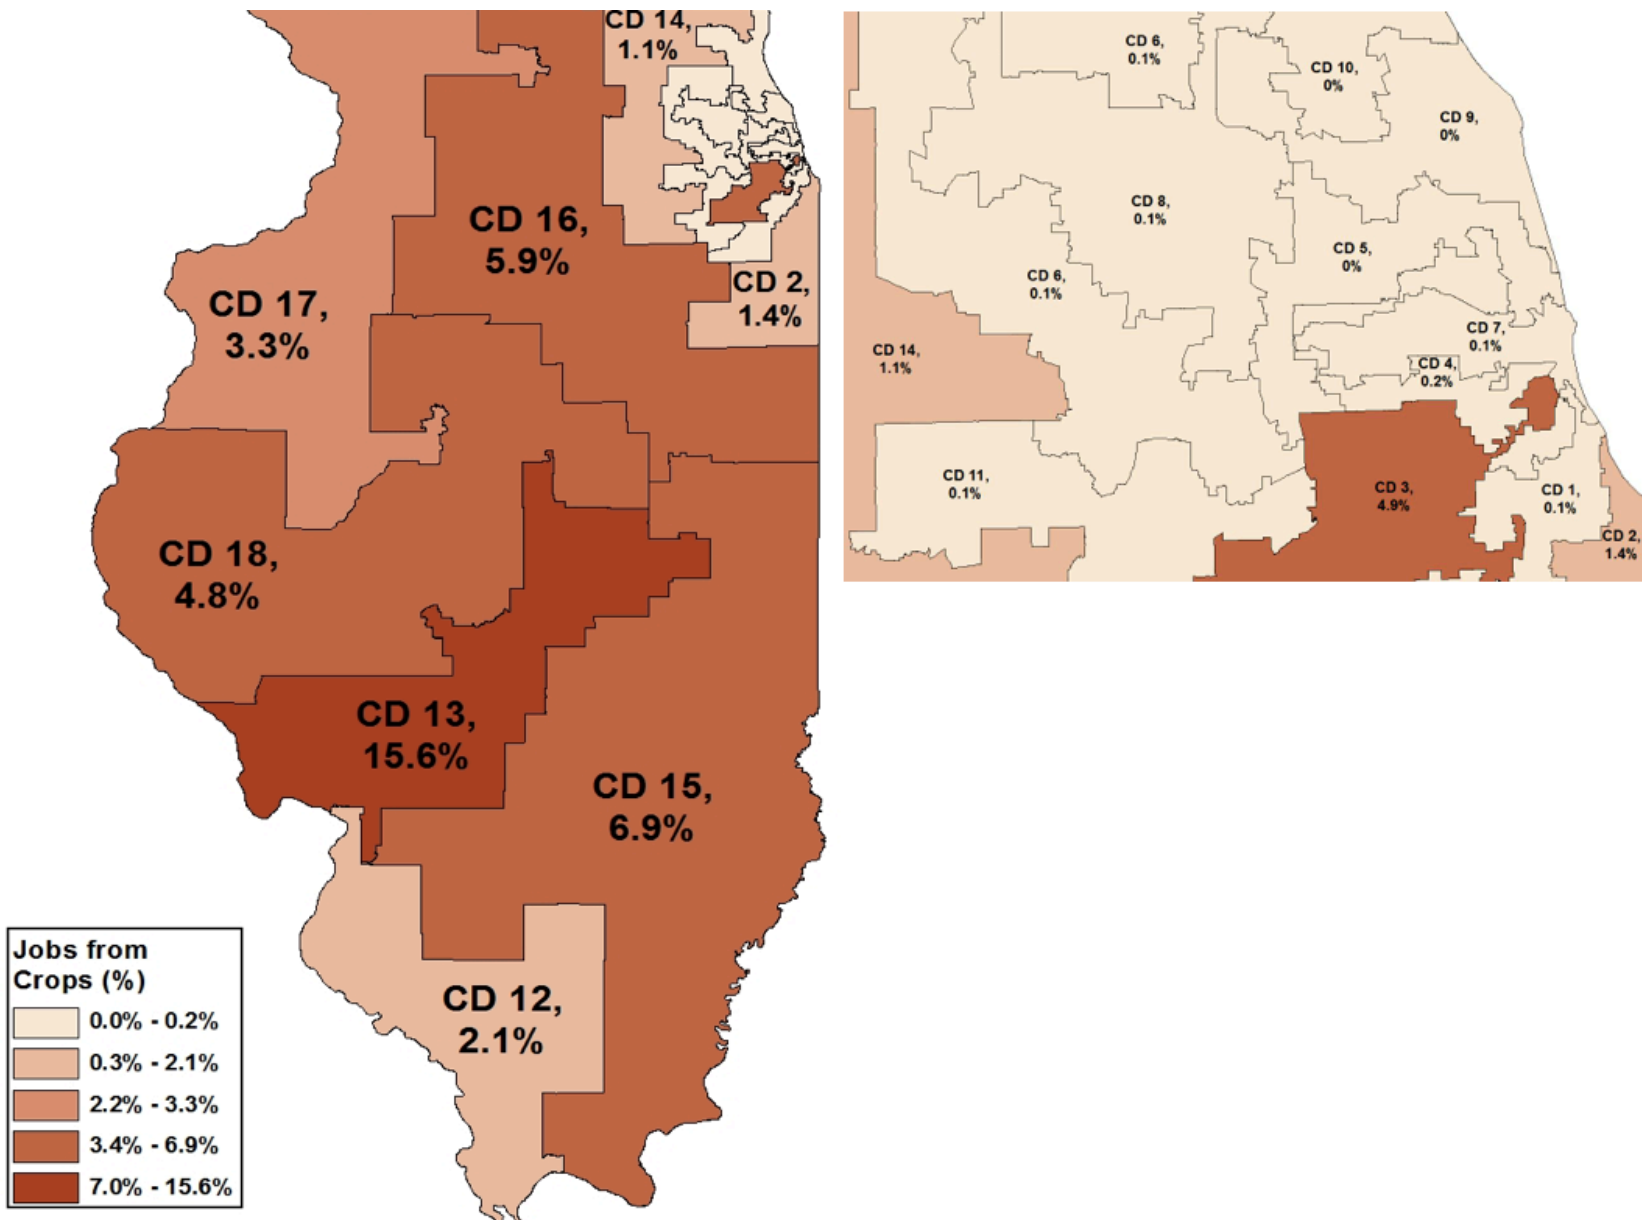 CD 14,
1.1%
CD 16,
5.9%
CD 2,
1.4%
CD 17,
3.3%
CD 18,
4.8%
CD 13,
15.6%
CD 15,
6.9%
CD 12,
2.1%
Jobs from
Crops (%)
0.0% - 0.2%
0.3% - 2.1%
2.2% - 3.3%
3.4% - 6.9%
7.0% - 15.6%
CD 6,
0.1%
CD 10,
0%
CD 9,
0%
CD 8,
0.1%
CD 5,
0%
CD 6,
0.1%
CD 7,
0.1%
CD 14,
1.1%
CD 4,
0.2%
CD 11,
0.1%
CD 3,
4.9%
CD 1,
0.1%
CD 2,
1.4%